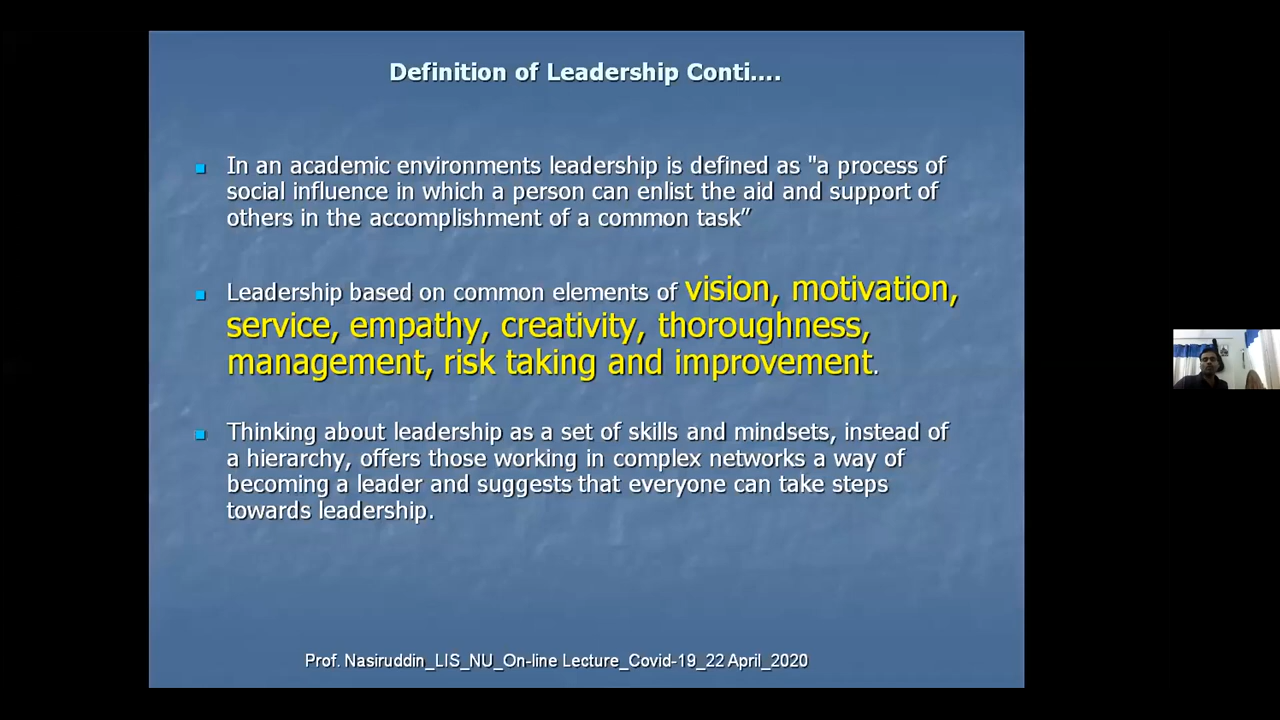 Definition of Leadership Conti....
In an academic environments leadership is defined as "a process of
social influence in which a person can enlist the aid and support of
others in the accomplishment of a common task”
Leadership based on common elements of vision, motivation,
service, empathy, creativity, thoroughness,
management, risk taking and improvement.
Thinking about leadership as a set of skills and mindsets, instead of
a hierarchy, offers those working in complex networks a way of
becoming a leader and suggests that everyone can take steps
towards leadership.
Prof. Nasiruddin_LIS_NU_On-line Lecture_Covid-19_22 April_2020